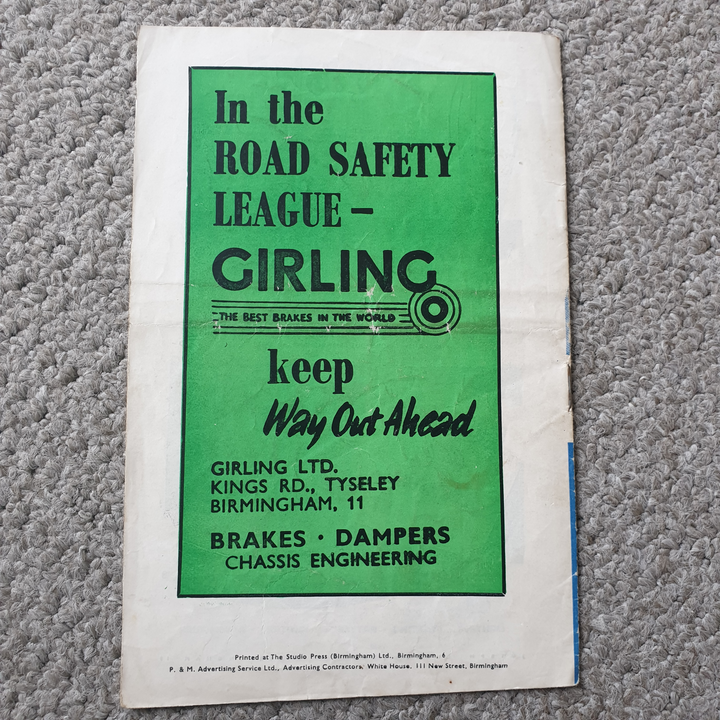 In the
ROAD SAFETY
LEAGUE —
GIRLING
THE BEST BRAKES IN THE WORLD
keep
Way Out Ahead
GIRLING LTD.
KINGS RD., TYSELEY
BIRMINGHAM, 11
BRAKES · DAMPERS
CHASSIS ENGINEERING
Printed at The Studio Press (Birmingham) Ltd., Birmingham, 6
P. & M. Advertising Service Ltd., Advertising Contractors, White House, 111 New Street, Birmingham